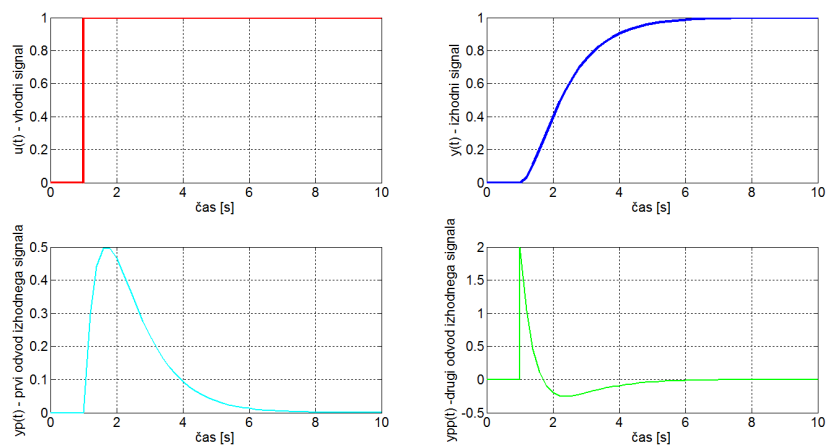 u(t) - vhodni signal
1
0.8
0.6
0.4
0.2
0
0 2 4 6 8 10
čas [s]
y(t) - izhodni signal
1
0.8
0.6
0.4
0.2
0
0 2 4 6 8 10
čas [s]
yp(t) - prvi odvod izhodnega signala
0.5
0.4
0.3
0.2
0.1
0
0 2 4 6 8 10
čas [s]
ypp(t) -drugi odvod izhodnega signala
2
1.5
1
0.5
0
-0.5
0 2 4 6 8 10
čas [s]